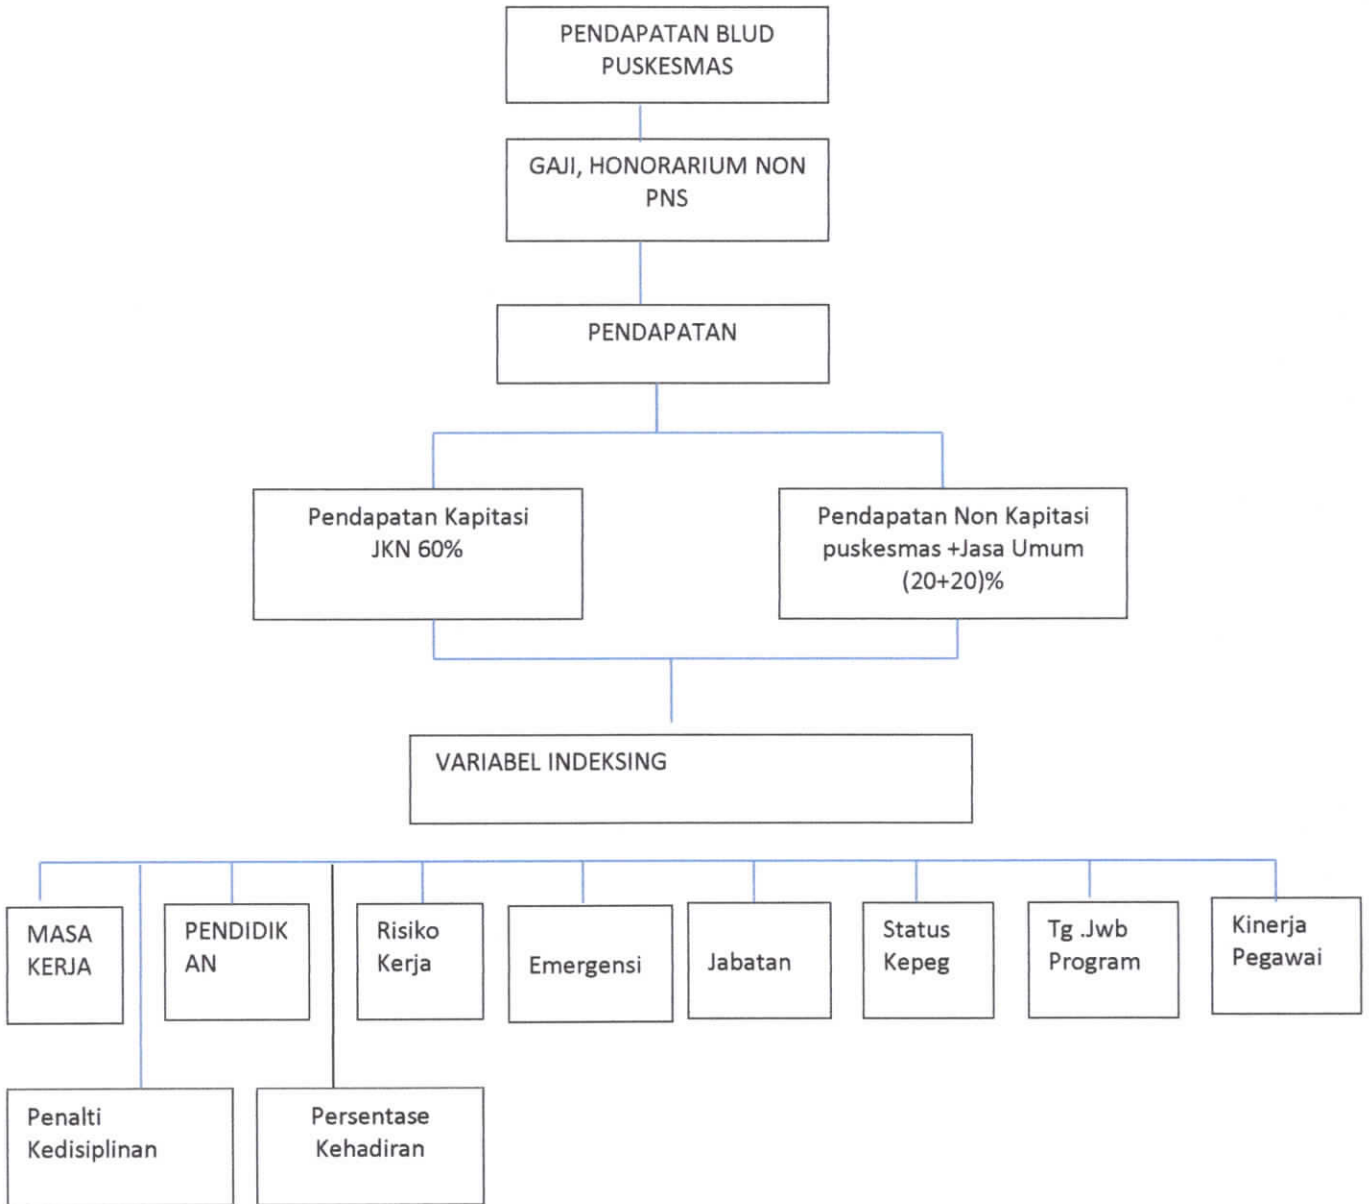 PENDAPATAN BLUD
PUSKESMAS
GAJI, HONORARIUM NON
PNS
PENDAPATAN
Pendapatan Kapitasi
JKN 60%
Pendapatan Non Kapitasi
puskesmas +Jasa Umum
(20+20)%
VARIABEL INDEKSING
MASA
KERJA
PENDIDIK
AN
Risiko
Kerja
Emergensi
Jabatan
Status
Kepeg
Tg .Jwb
Program
Kinerja
Pegawai
Penalti
Kedisiplinan
Persentase
Kehadiran